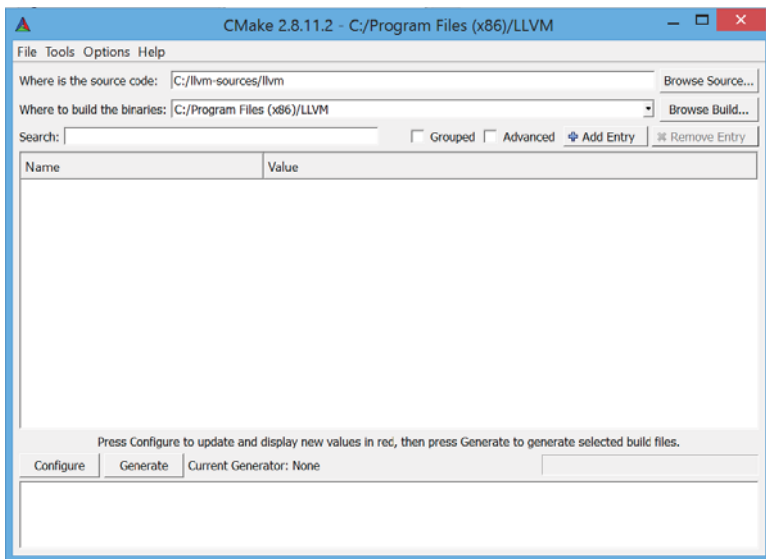 CMake 2.8.11.2 - C:/Program Files (x86)/LLVM
File Tools Options Help
Where is the source code: C:/llvm-sources/llvm Browse Source...
Where to build the binaries: C:/Program Files (x86)/LLVM Browse Build...
Search: Grouped Advanced Add Entry Remove Entry
Name Value
Press Configure to update and display new values in red, then press Generate to generate selected build files.
Configure Generate Current Generator: None